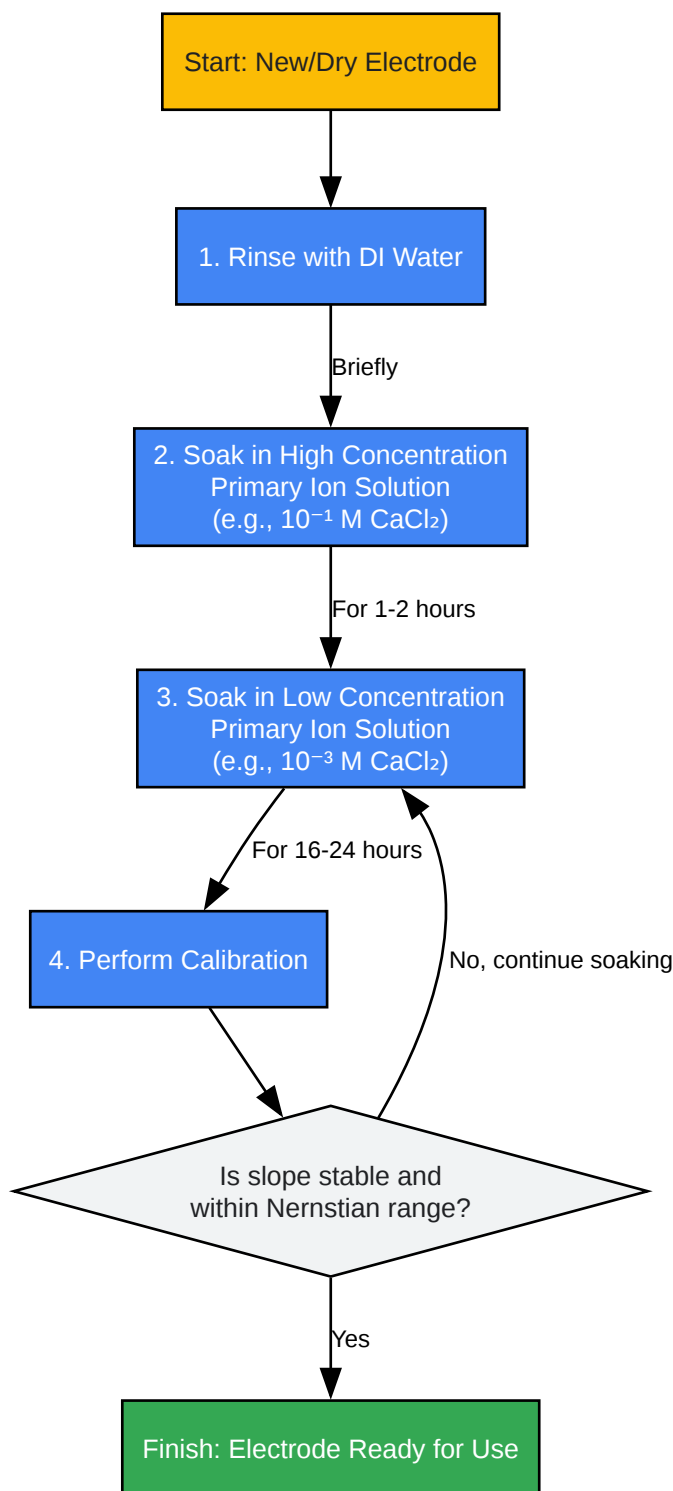 Start: New/Dry Electrode
1. Rinse with DI Water
Briefly
2. Soak in High Concentration
Primary Ion Solution
(e.g., 10⁻¹ M CaCl₂)
For 1-2 hours
3. Soak in Low Concentration
Primary Ion Solution
(e.g., 10⁻³ M CaCl₂)
For 16-24 hours
4. Perform Calibration
No, continue soaking
Is slope stable and
within Nernstian range?
Yes
Finish: Electrode Ready for Use